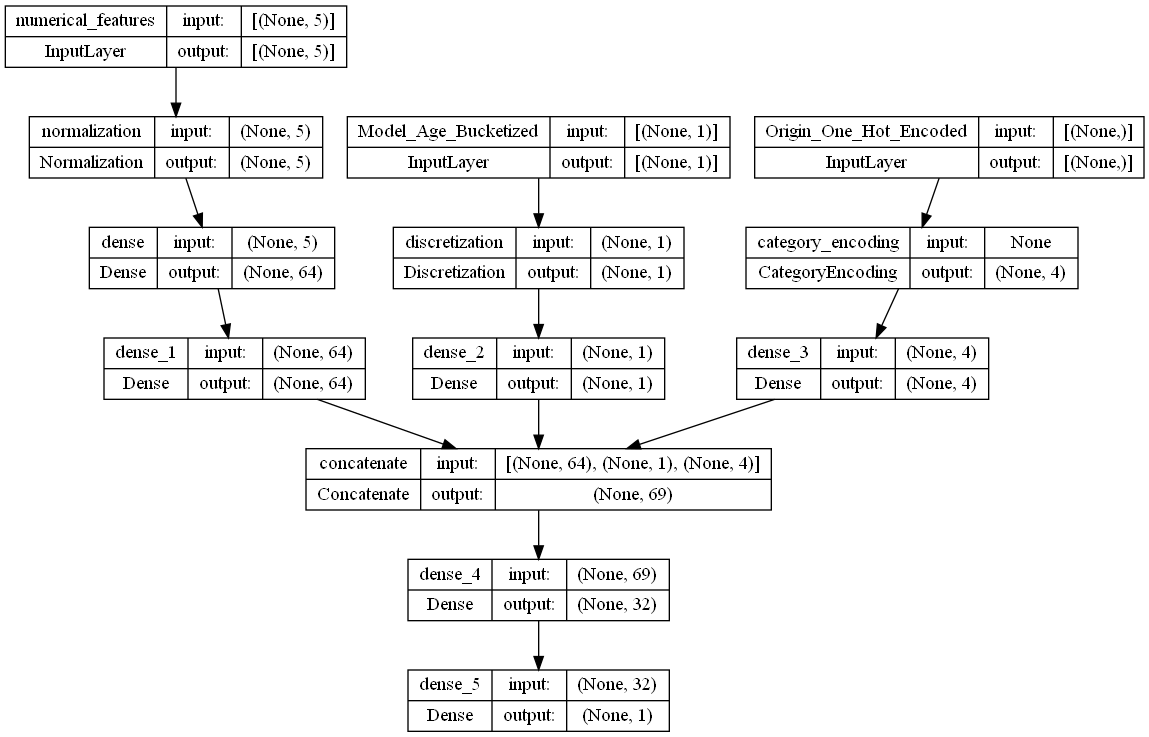 numerical_features input: [(None, 5)]
InputLayer output: [(None, 5)]
normalization input: (None, 5)
Normalization output: (None, 5)
Model_Age_Bucketized input: [(None, 1)]
InputLayer output: [(None, 1)]
Origin_One_Hot_Encoded input: [(None,)]
InputLayer output: [(None,)]
dense input: (None, 5)
Dense output: (None, 64)
discretization input: (None, 1)
Discretization output: (None, 1)
category_encoding input: None
CategoryEncoding output: (None, 4)
dense_1 input: (None, 64)
Dense output: (None, 64)
dense_2 input: (None, 1)
Dense output: (None, 1)
dense_3 input: (None, 4)
Dense output: (None, 4)
concatenate input: [(None, 64), (None, 1), (None, 4)]
Concatenate output: (None, 69)
dense_4 input: (None, 69)
Dense output: (None, 32)
dense_5 input: (None, 32)
Dense output: (None, 1)